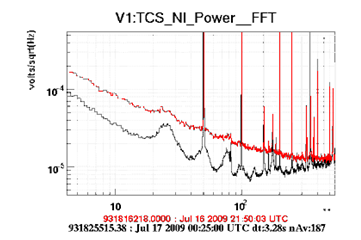 V1:TCS_NI_Power__FFT
volts/sqrt(Hz)
10⁻⁴
10⁻⁵
10
10²
931816218.0000 : Jul 16 2009 21:50:03 UTC
931825515.38 : Jul 17 2009 00:25:00 UTC dt:3.28s nAv:187